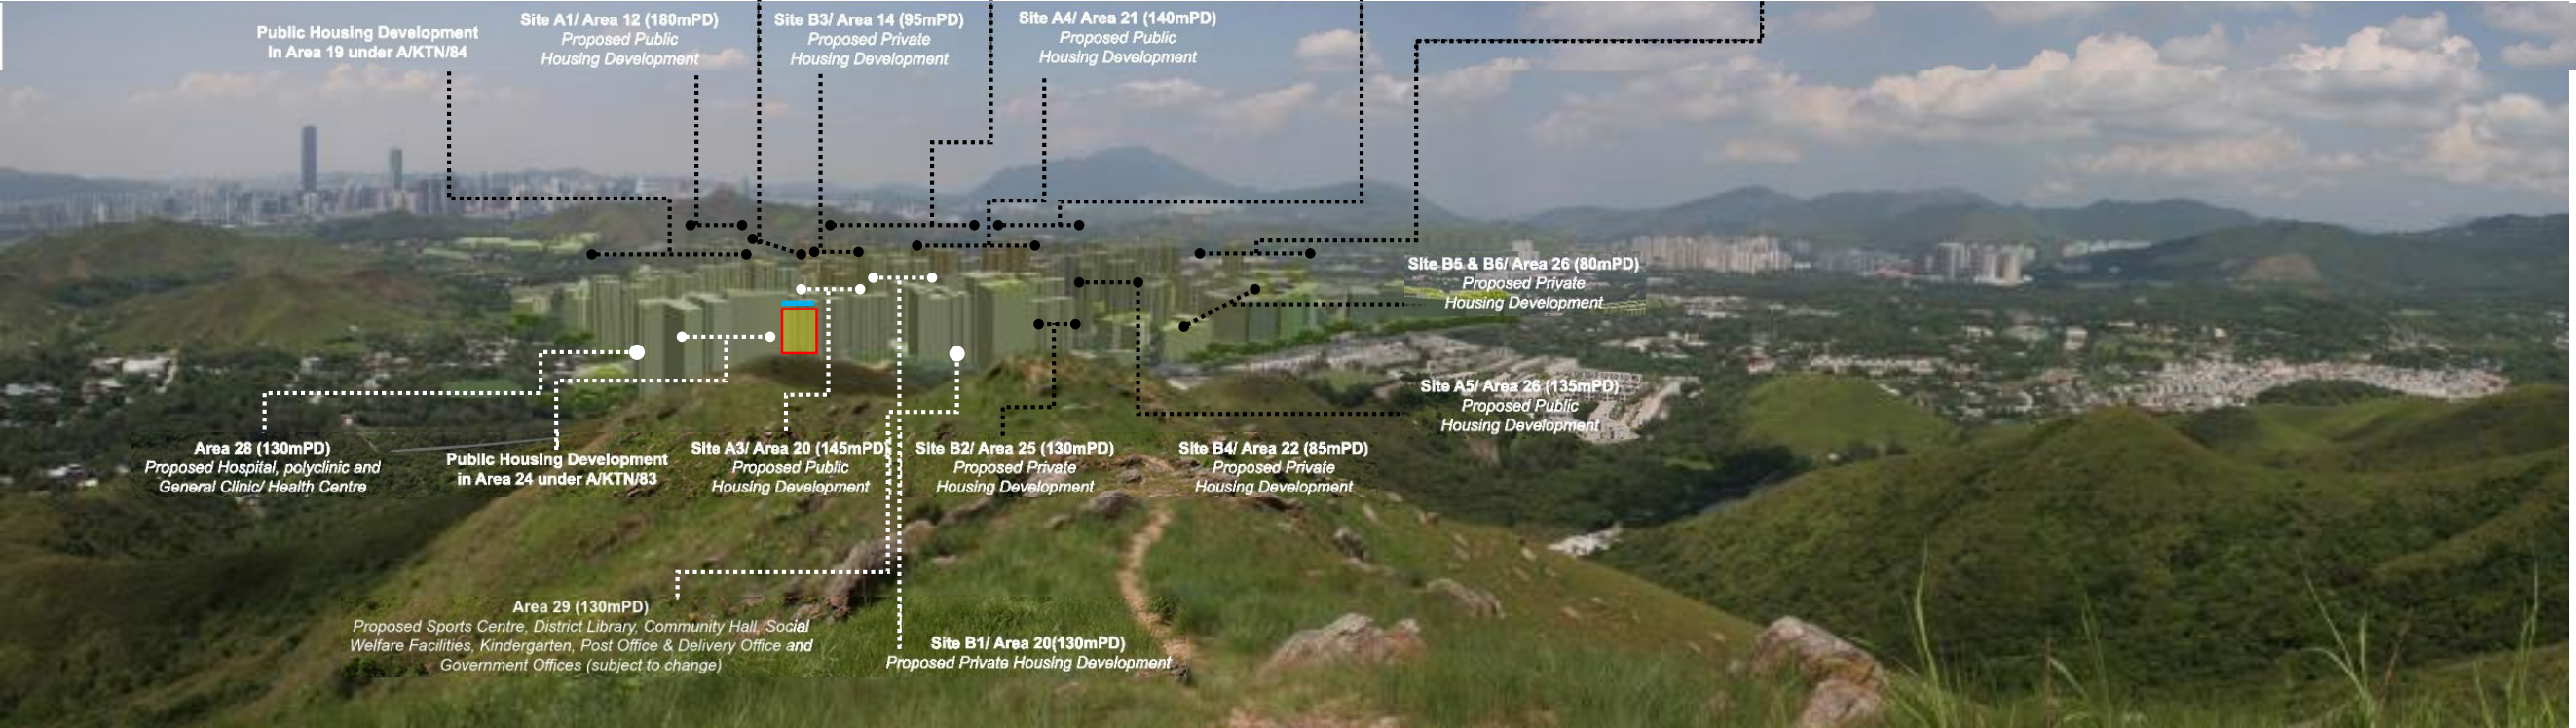 Public Housing Development
in Area 19 under A/KTN/84
Site A1/ Area 12 (180mPD)
Proposed Public
Housing Development
Site B3/ Area 14 (95mPD)
Proposed Private
Housing Development
Site A4/ Area 21 (140mPD)
Proposed Public
Housing Development
Site B5 & B6/ Area 26 (80mPD)
Proposed Private
Housing Development
Site A5/ Area 26 (135mPD)
Proposed Public
Housing Development
Area 28 (130mPD)
Proposed Hospital, polyclinic and
General Clinic/ Health Centre
Public Housing Development
in Area 24 under A/KTN/83
Site A3/ Area 20 (145mPD)
Proposed Public
Housing Development
Site B2/ Area 25 (130mPD)
Proposed Private
Housing Development
Site B4/ Area 22 (85mPD)
Proposed Private
Housing Development
Area 29 (130mPD)
Proposed Sports Centre, District Library, Community Hall, Social
Welfare Facilities, Kindergarten, Post Office & Delivery Office and
Government Offices (subject to change)
Site B1/ Area 20(130mPD)
Proposed Private Housing Development